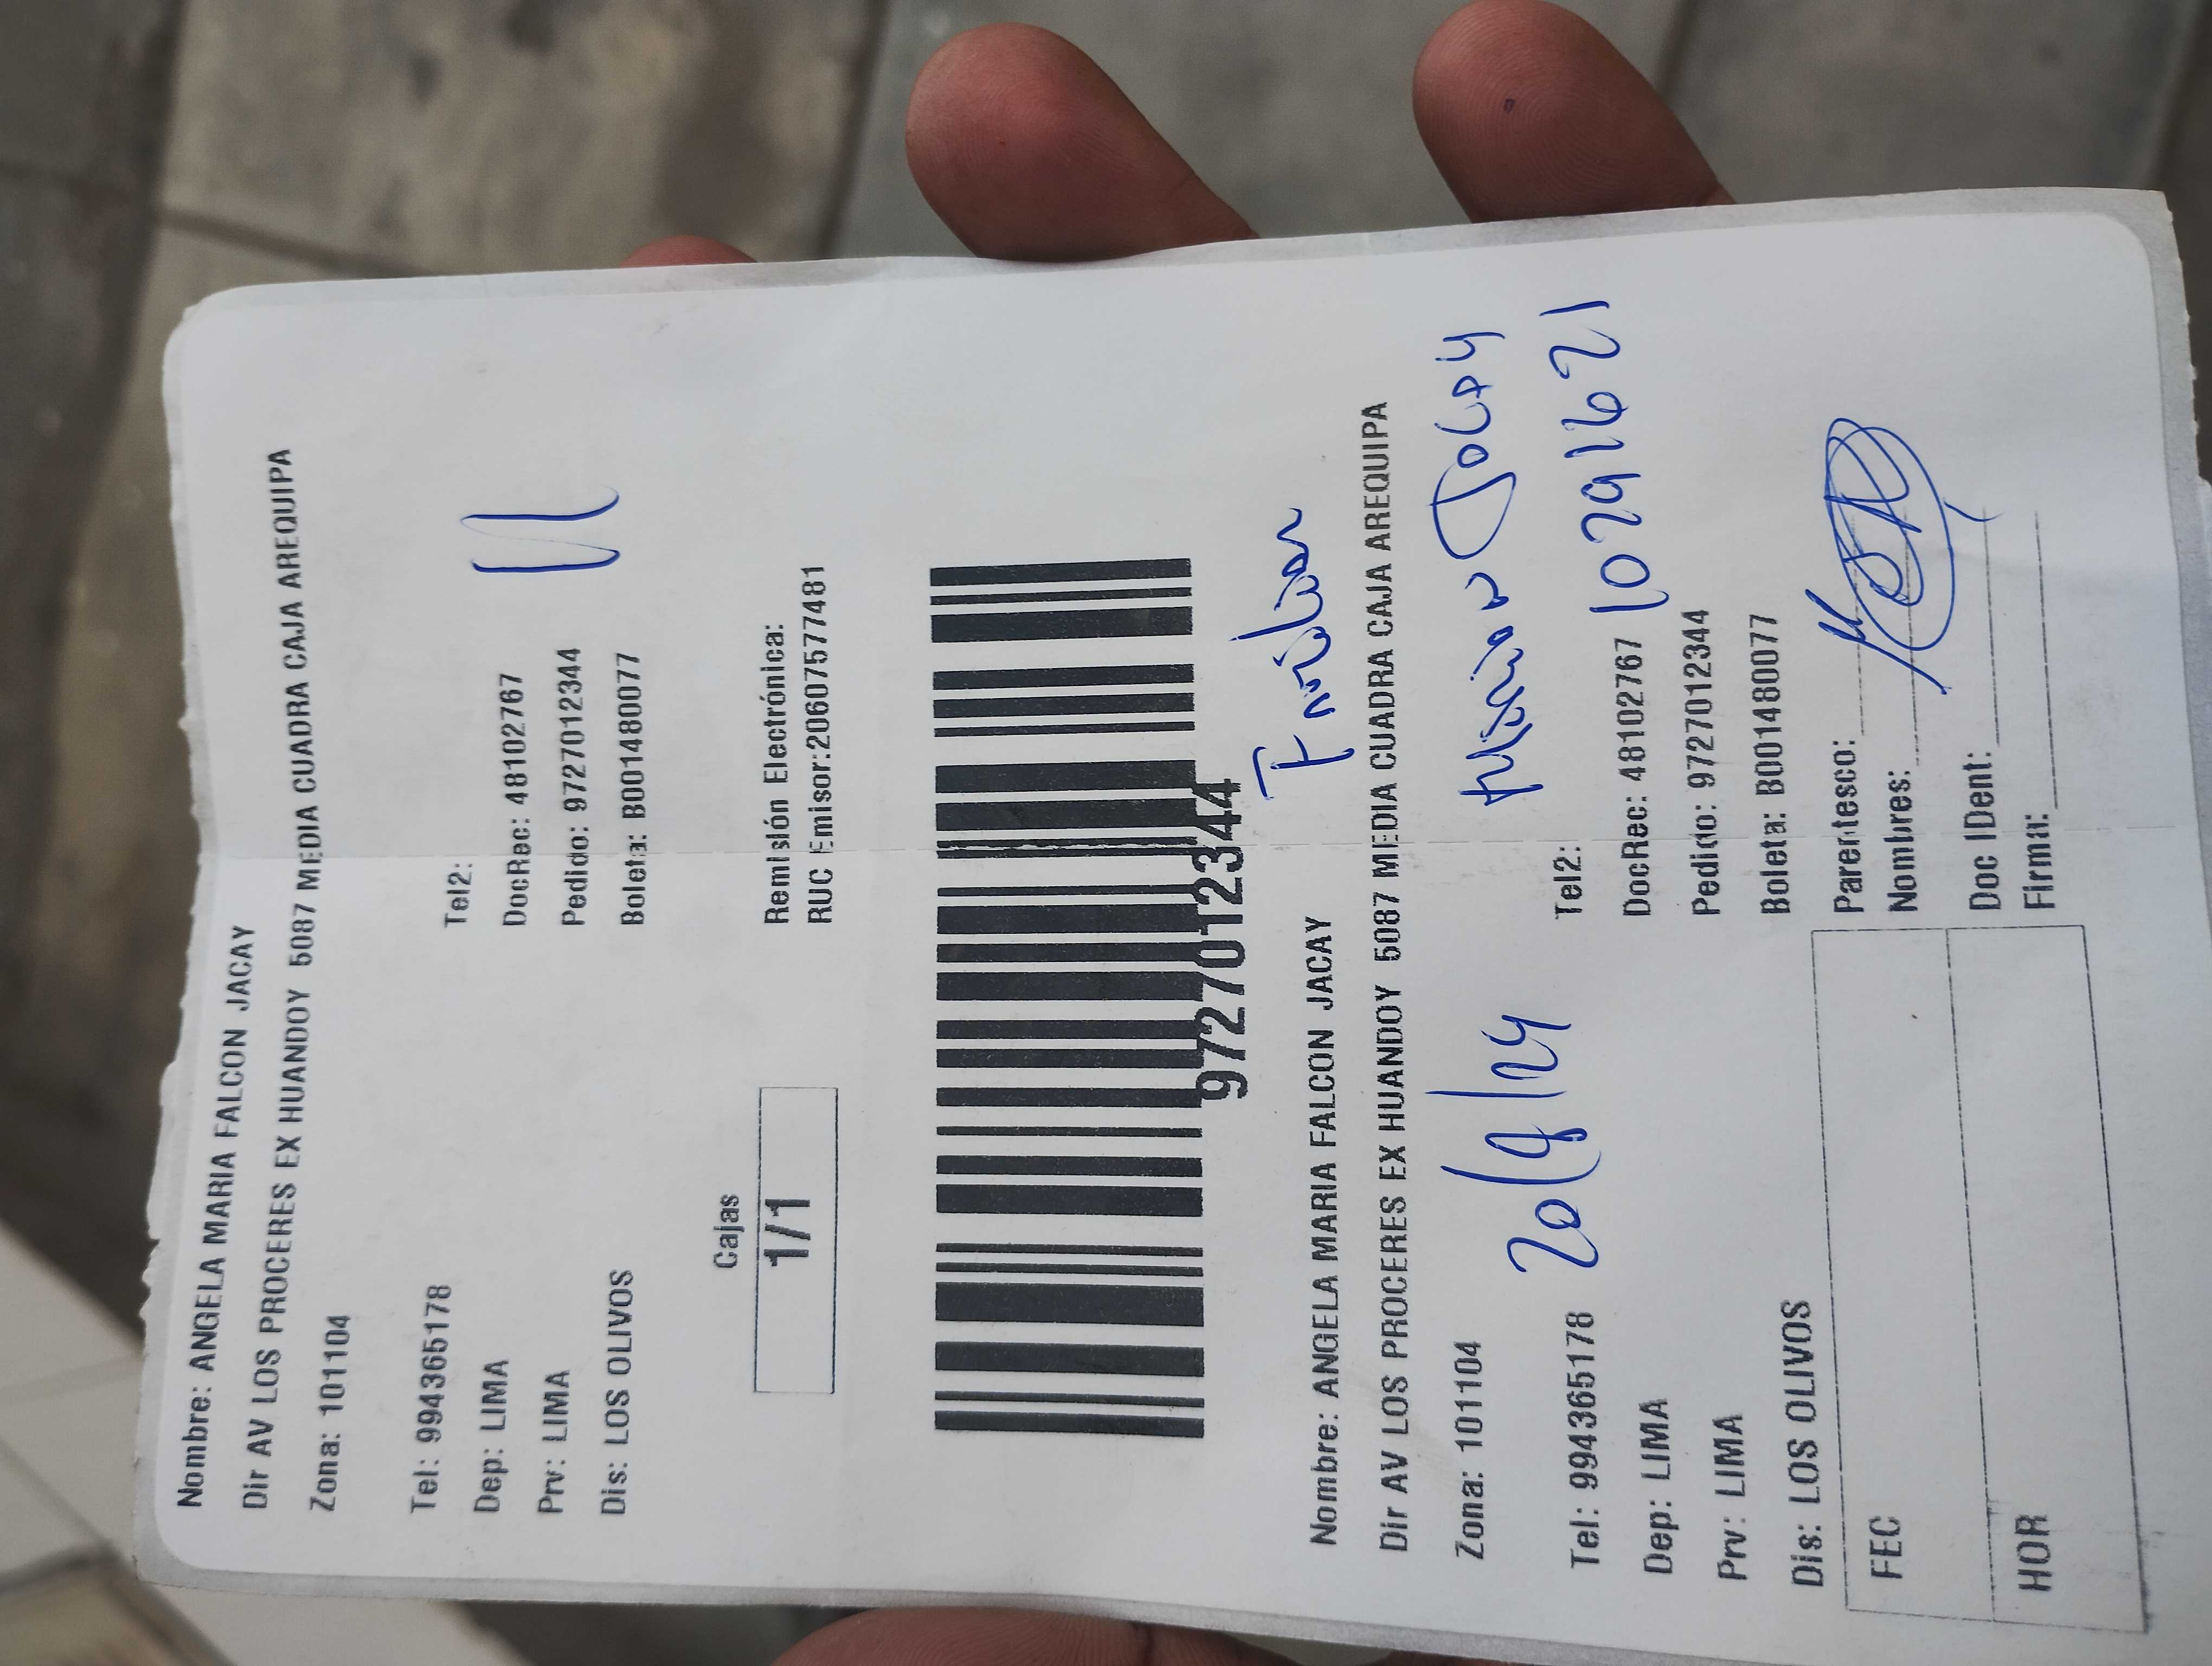 Nombre: ANGELA MARIA FALCON JACAY
Dir AV LOS PROCERES EX HUANDOY 5087 MEDIA CUADRA CAJA AREQUIPA
Zona: 101104
Tel: 994365178 Tel2:
Dep: LIMA DocRec: 48102767
Prv: LIMA Pedido: 97277012344
Dis: LOS OLIVOS Boleta: B001480077
Cajas
1/1
Remisión Electrónica:
RUC Emisor:20607577481
97277012344
Familiar
Nombre: ANGELA MARIA FALCON JACAY
Dir AV LOS PROCERES EX HUANDOY 5087 MEDIA CUADRA CAJA AREQUIPA
Zona: 101104
20/9/24
Tel: 994365178 Tel2:
10291621
Dep: LIMA DocRec: 48102767
Prv: LIMA Pedido: 97277012344
Dis: LOS OLIVOS Boleta: B001480077
FEC
HOR
Parentesco:
Nombres:
Doc IDent:
Firma: